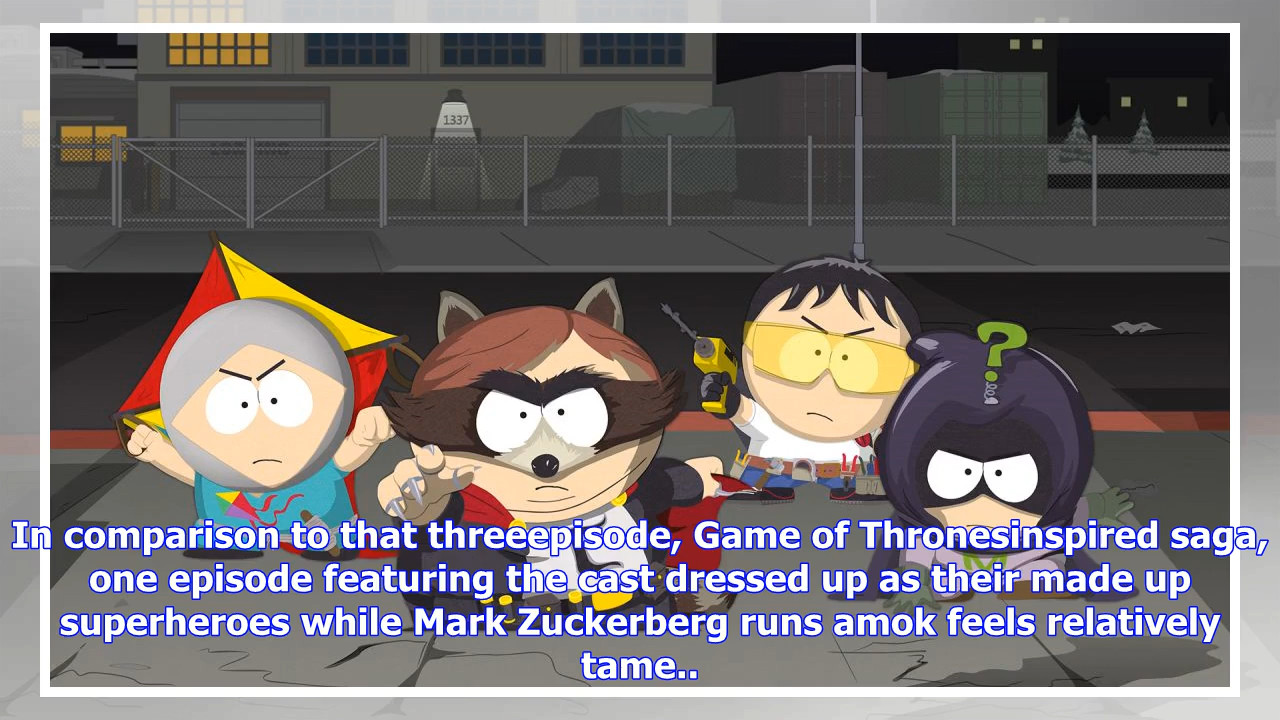 1337
In comparison to that threeepisode, Game of Thronesinspired saga,
one episode featuring the cast dressed up as their made up
superheroes while Mark Zuckerberg runs amok feels relatively
tame..